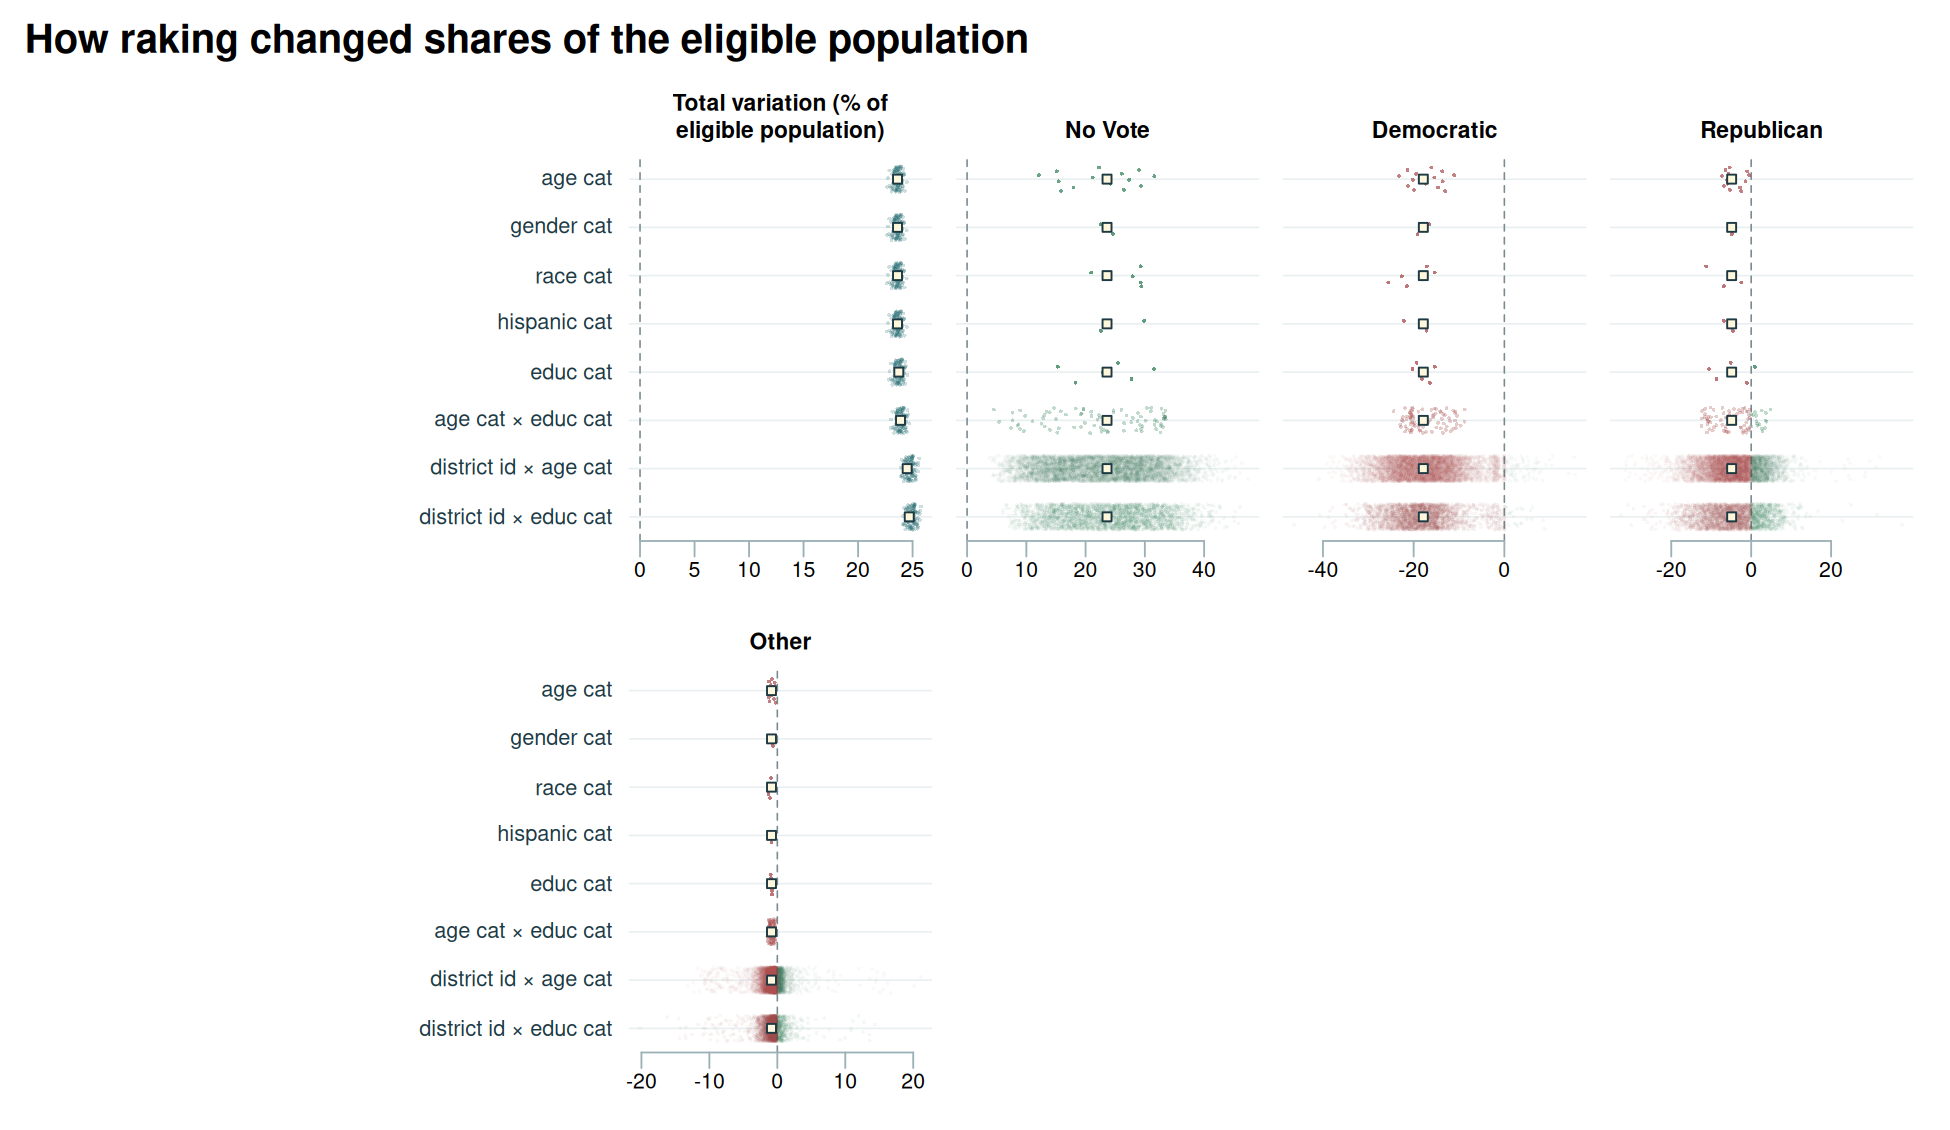 How raking changed shares of the eligible population
Total variation (% of
eligible population)
No Vote
Democratic
Republican
age cat
gender cat
race cat
hispanic cat
educ cat
age cat × educ cat
district id × age cat
district id × educ cat
0 5 10 15 20 25
0 10 20 30 40
-40 -20 0
-20 0 20
Other
age cat
gender cat
race cat
hispanic cat
educ cat
age cat × educ cat
district id × age cat
district id × educ cat
-20 -10 0 10 20